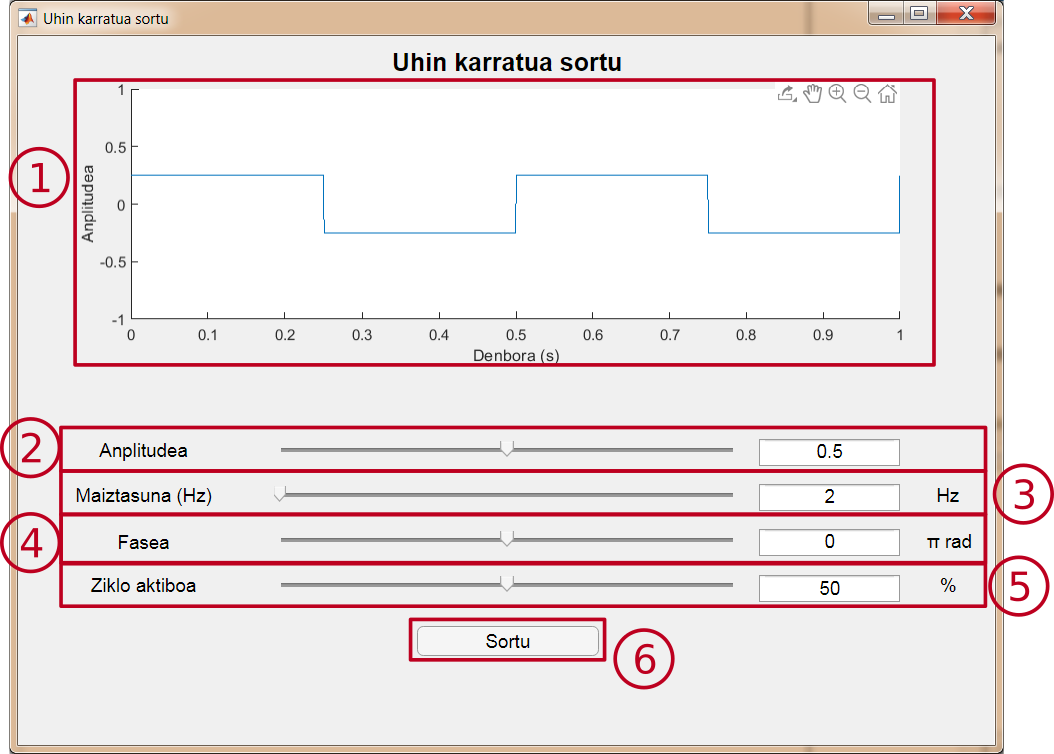 Uhin karratua sortu
Uhin karratua sortu
1
0.5
0
-0.5
-1
Anplitudea
0 0.1 0.2 0.3 0.4 0.5 0.6 0.7 0.8 0.9 1
Denbora (s)
1
2
Anplitudea 0.5
Maiztasuna (Hz) 2 Hz
3
4
Fasea 0 π rad
Ziklo aktiboa 50 %
5
Sortu
6